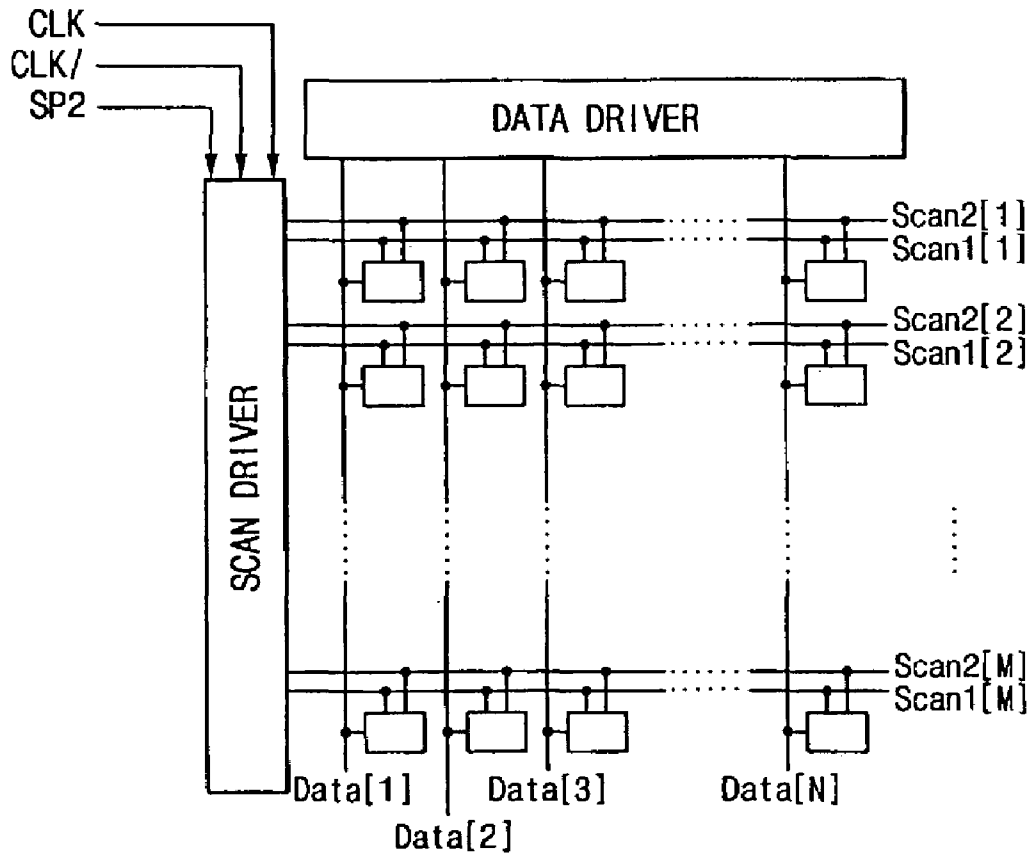 CLK
CLK/
SP2
DATA DRIVER
Scan2[1]
Scan1[1]
Scan2[2]
Scan1[2]
SCAN DRIVER
Scan2[M]
Scan1[M]
Data[1]
Data[3]
Data[N]
Data[2]